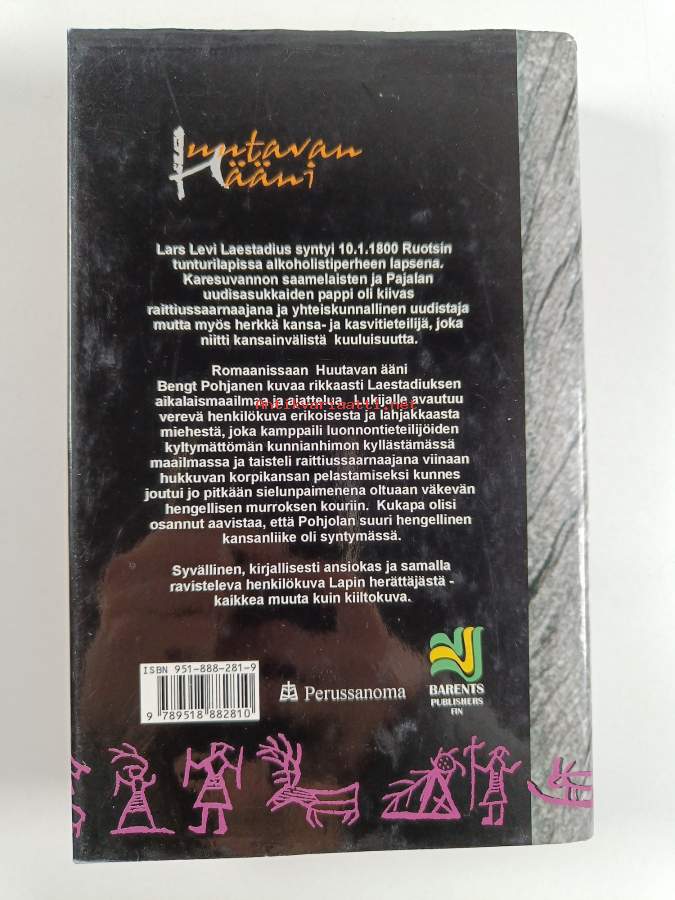 Huutavan
ääni
Lars Levi Laestadius syntyi 10.1.1800 Ruotsin
tunturilapissa alkoholistiperheen lapsena.
Karesuvannon saamelaisten ja Pajalan
uudisasukkaiden pappi oli kiivas
raittiussaarnaajana ja yhteiskunnallinen uudistaja
mutta myös herkkä kansa- ja kasvitieteilijä, joka
niitti kansainvälistä kuuluisuutta.
Romaanissaan Huutavan ääni
Bengt Pohjanen kuvaa rikkaasti Laestadiuksen
aikalaismaailmaa ja ajattelua. Lukijalle avautuu
Antikvariaatti.net
verevä henkilökuva erikoisesta ja lahjakkaasta
miehestä, joka kamppaili luonnontieteilijöiden
kyltymättömän kunnianhimon kyllästämässä
maailmassa ja taisteli raittiussaarnaajana viinaan
hukkuvan korpikansan pelastamiseksi kunnes
joutui jo pitkään sielunpaimenena oltuaan väkevän
hengellisen murroksen kouriin. Kukapa olisi
osannut aavistaa, että Pohjolan suuri hengellinen
kansanliike oli syntymässä.
Syvällinen, kirjallisesti ansiokas ja samalla
ravisteleva henkilökuva Lapin herättäjästä -
kaikkea muuta kuin kiiltokuva.
ISBN 951-888-281-9
9 789518 882810
Perussanoma
BARENTS
PUBLISHERS
FIN